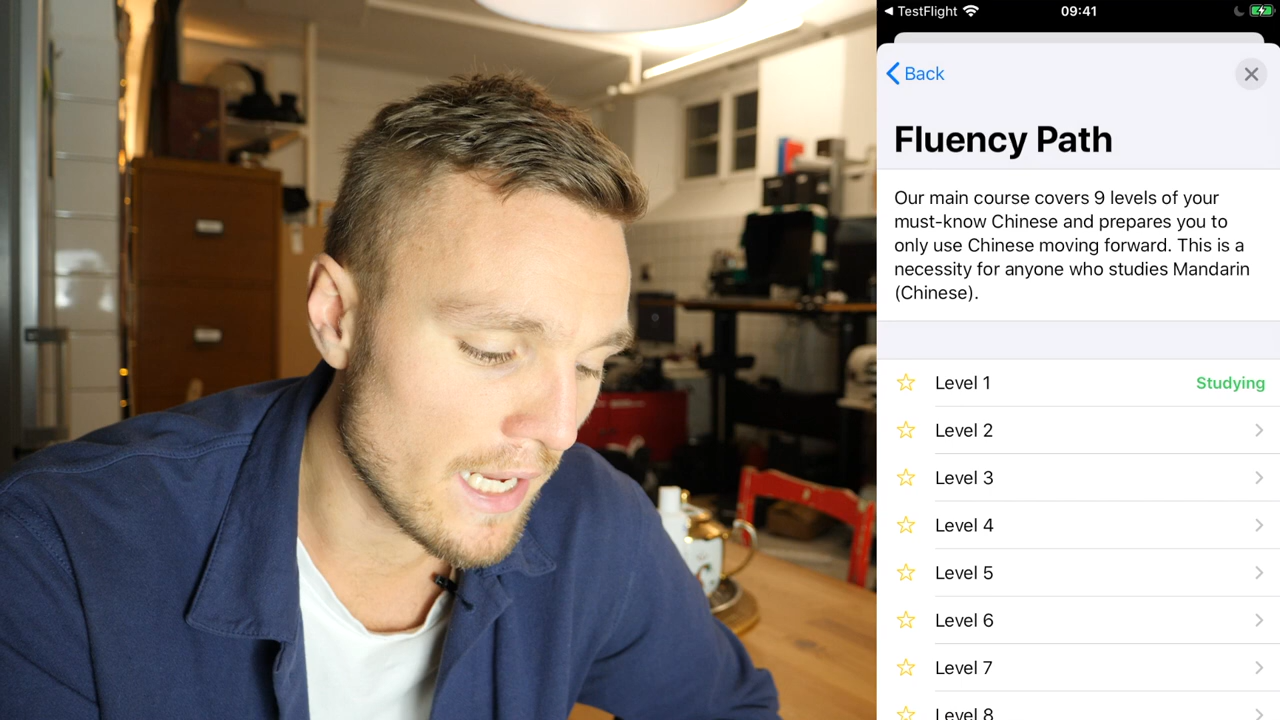 TestFlight
09:41
Back
Fluency Path
Our main course covers 9 levels of your
must-know Chinese and prepares you to
only use Chinese moving forward. This is a
necessity for anyone who studies Mandarin
(Chinese).
Level 1 Studying
Level 2
Level 3
Level 4
Level 5
Level 6
Level 7
Level 8